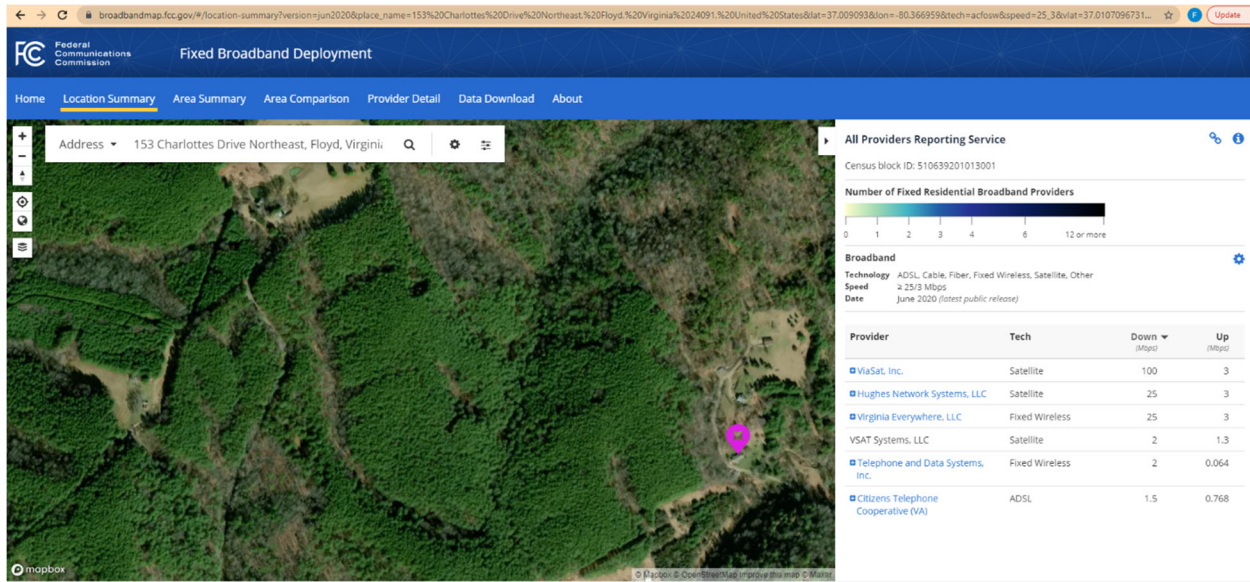 broadbandmap.fcc.gov/#/location-summary?version=jun2020&place_name=153%20Charlottes%20Drive%20Northeast,%20Floyd,%20Virginia%2024091,%20United%20States&lat=37.009093&lon=-80.366959&tech=acfosw&speed=25_3&vlat=37.0107096731...
F
Update
FC
Federal
Communications
Commission
Fixed Broadband Deployment
Home Location Summary Area Summary Area Comparison Provider Detail Data Download About
Address 153 Charlottes Drive Northeast, Floyd, Virgini
All Providers Reporting Service
Census block ID: 510639201013001
Number of Fixed Residential Broadband Providers
0 1 2 3 4 6 12 or more
Broadband
Technology ADSL, Cable, Fiber, Fixed Wireless, Satellite, Other
Speed ≥ 25/3 Mbps
Date June 2020 (latest public release)
Provider Tech Down Up
(Mbps) (Mbps)
ViaSat, Inc. Satellite 100 3
Hughes Network Systems, LLC Satellite 25 3
Virginia Everywhere, LLC Fixed Wireless 25 3
VSAT Systems, LLC Satellite 2 1.3
Telephone and Data Systems, Fixed Wireless 2 0.064
Inc.
Citizens Telephone ADSL 1.5 0.768
Cooperative (VA)
mapbox
© Mapbox © OpenStreetMap Improve this map © Maxar